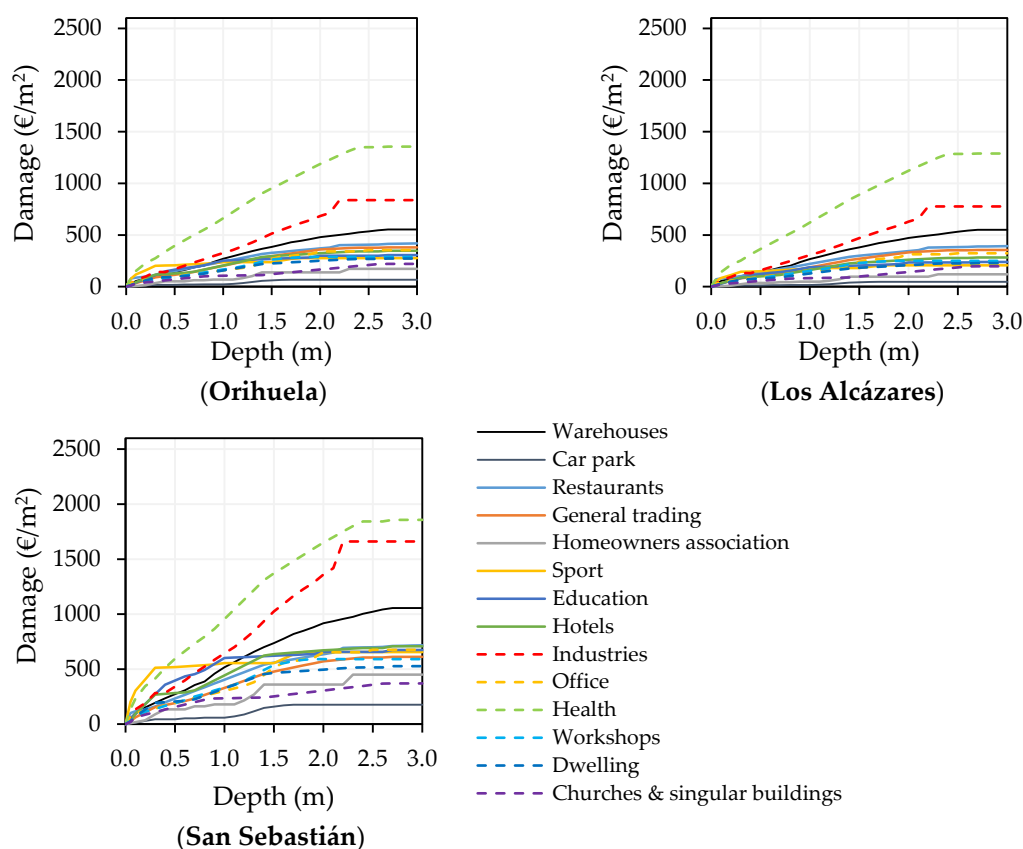 2500
2000
1500
1000
500
0
Damage (€/m²)
0.0 0.5 1.0 1.5 2.0 2.5 3.0
Depth (m)
(Orihuela)
2500
2000
1500
1000
500
0
Damage (€/m²)
0.0 0.5 1.0 1.5 2.0 2.5 3.0
Depth (m)
(Los Alcázares)
2500
2000
1500
1000
500
0
Damage (€/m²)
0.0 0.5 1.0 1.5 2.0 2.5 3.0
Depth (m)
(San Sebastián)
Warehouses
Car park
Restaurants
General trading
Homeowners association
Sport
Education
Hotels
Industries
Office
Health
Workshops
Dwelling
Churches & singular buildings